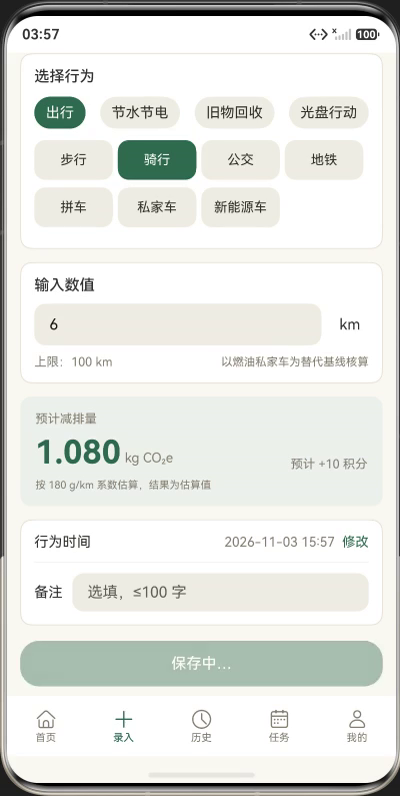 03:57
100
选择行为
出行 节水节电 旧物回收 光盘行动
步行 骑行 公交 地铁
拼车 私家车 新能源车
输入数值
6 km
上限：100 km 以燃油私家车为替代基线核算
预计减排量
1.080 kg CO₂e 预计 +10 积分
按 180 g/km 系数估算，结果为估算值
行为时间 2026-11-03 15:57 修改
备注 选填，≤100 字
保存中...
首页 录入 历史 任务 我的